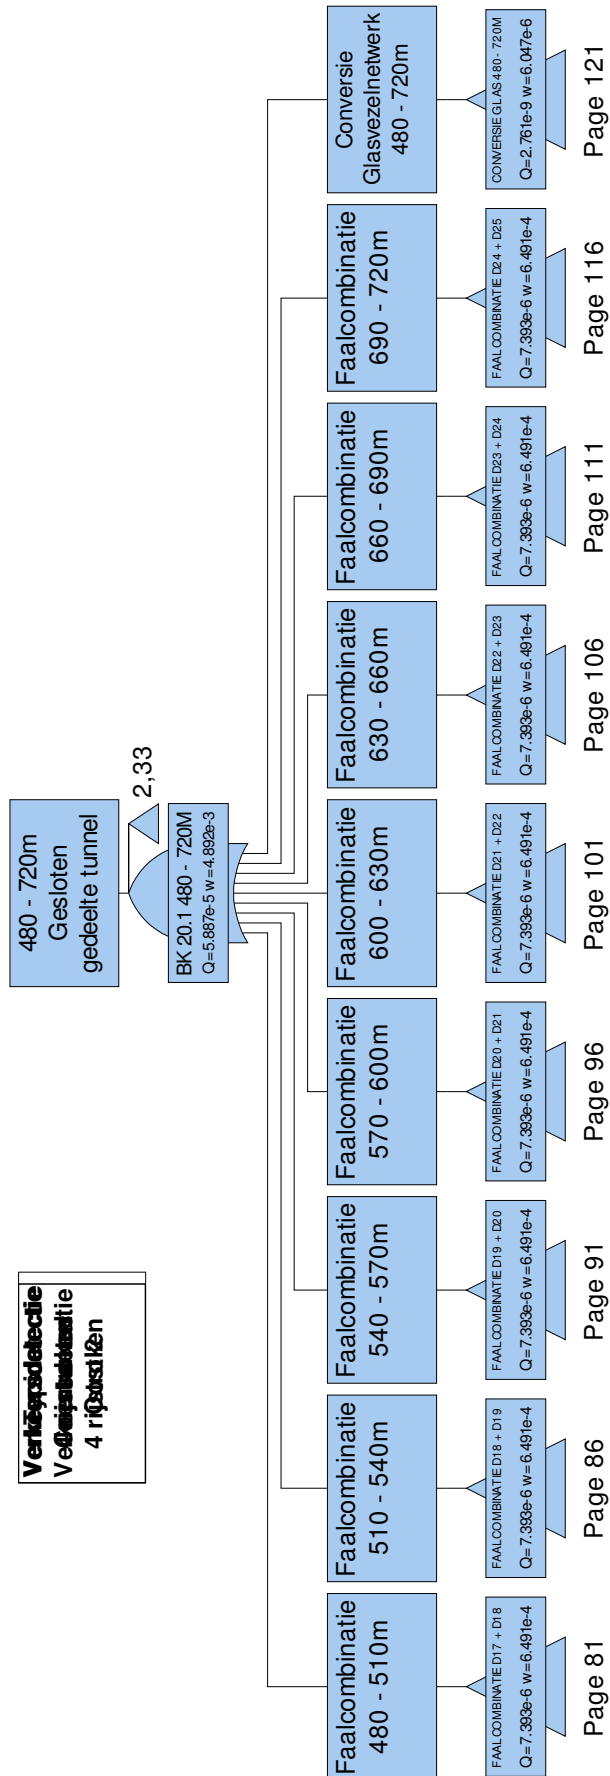 4 rijstroken
480 - 720m
Gesloten
gedeelte tunnel
2,33
BK 20.1 480 - 720M
Q=5.887e-5 w=4.892e-3
Faalcombinatie
480 - 510m
FAALCOMBINATIE D17 + D18
Q=7.393e-6 w=6.491e-4
Page 81
Faalcombinatie
510 - 540m
FAALCOMBINATIE D18 + D19
Q=7.393e-6 w=6.491e-4
Page 86
Faalcombinatie
540 - 570m
FAALCOMBINATIE D19 + D20
Q=7.393e-6 w=6.491e-4
Page 91
Faalcombinatie
570 - 600m
FAALCOMBINATIE D20 + D21
Q=7.393e-6 w=6.491e-4
Page 96
Faalcombinatie
600 - 630m
FAALCOMBINATIE D21 + D22
Q=7.393e-6 w=6.491e-4
Page 101
Faalcombinatie
630 - 660m
FAALCOMBINATIE D22 + D23
Q=7.393e-6 w=6.491e-4
Page 106
Faalcombinatie
660 - 690m
FAALCOMBINATIE D23 + D24
Q=7.393e-6 w=6.491e-4
Page 111
Faalcombinatie
690 - 720m
FAALCOMBINATIE D24 + D25
Q=7.393e-6 w=6.491e-4
Page 116
Conversie
Glasvezelnetwerk
480 - 720m
CONVERSIE GLAS 480 - 720M
Q=2.761e-9 w=6.047e-6
Page 121